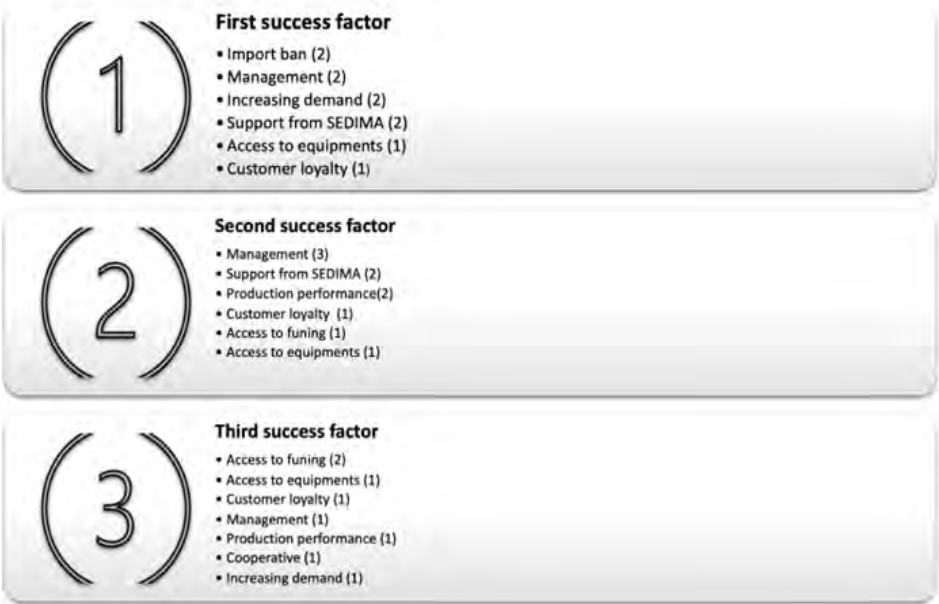 1
First success factor
• Import ban (2)
• Management (2)
• Increasing demand (2)
• Support from SEDIMA (2)
• Access to equipments (1)
• Customer loyalty (1)
2
Second success factor
• Management (3)
• Support from SEDIMA (2)
• Production performance(2)
• Customer loyalty (1)
• Access to funing (1)
• Access to equipments (1)
3
Third success factor
• Access to funing (2)
• Access to equipments (1)
• Customer loyalty (1)
• Management (1)
• Production performance (1)
• Cooperative (1)
• Increasing demand (1)